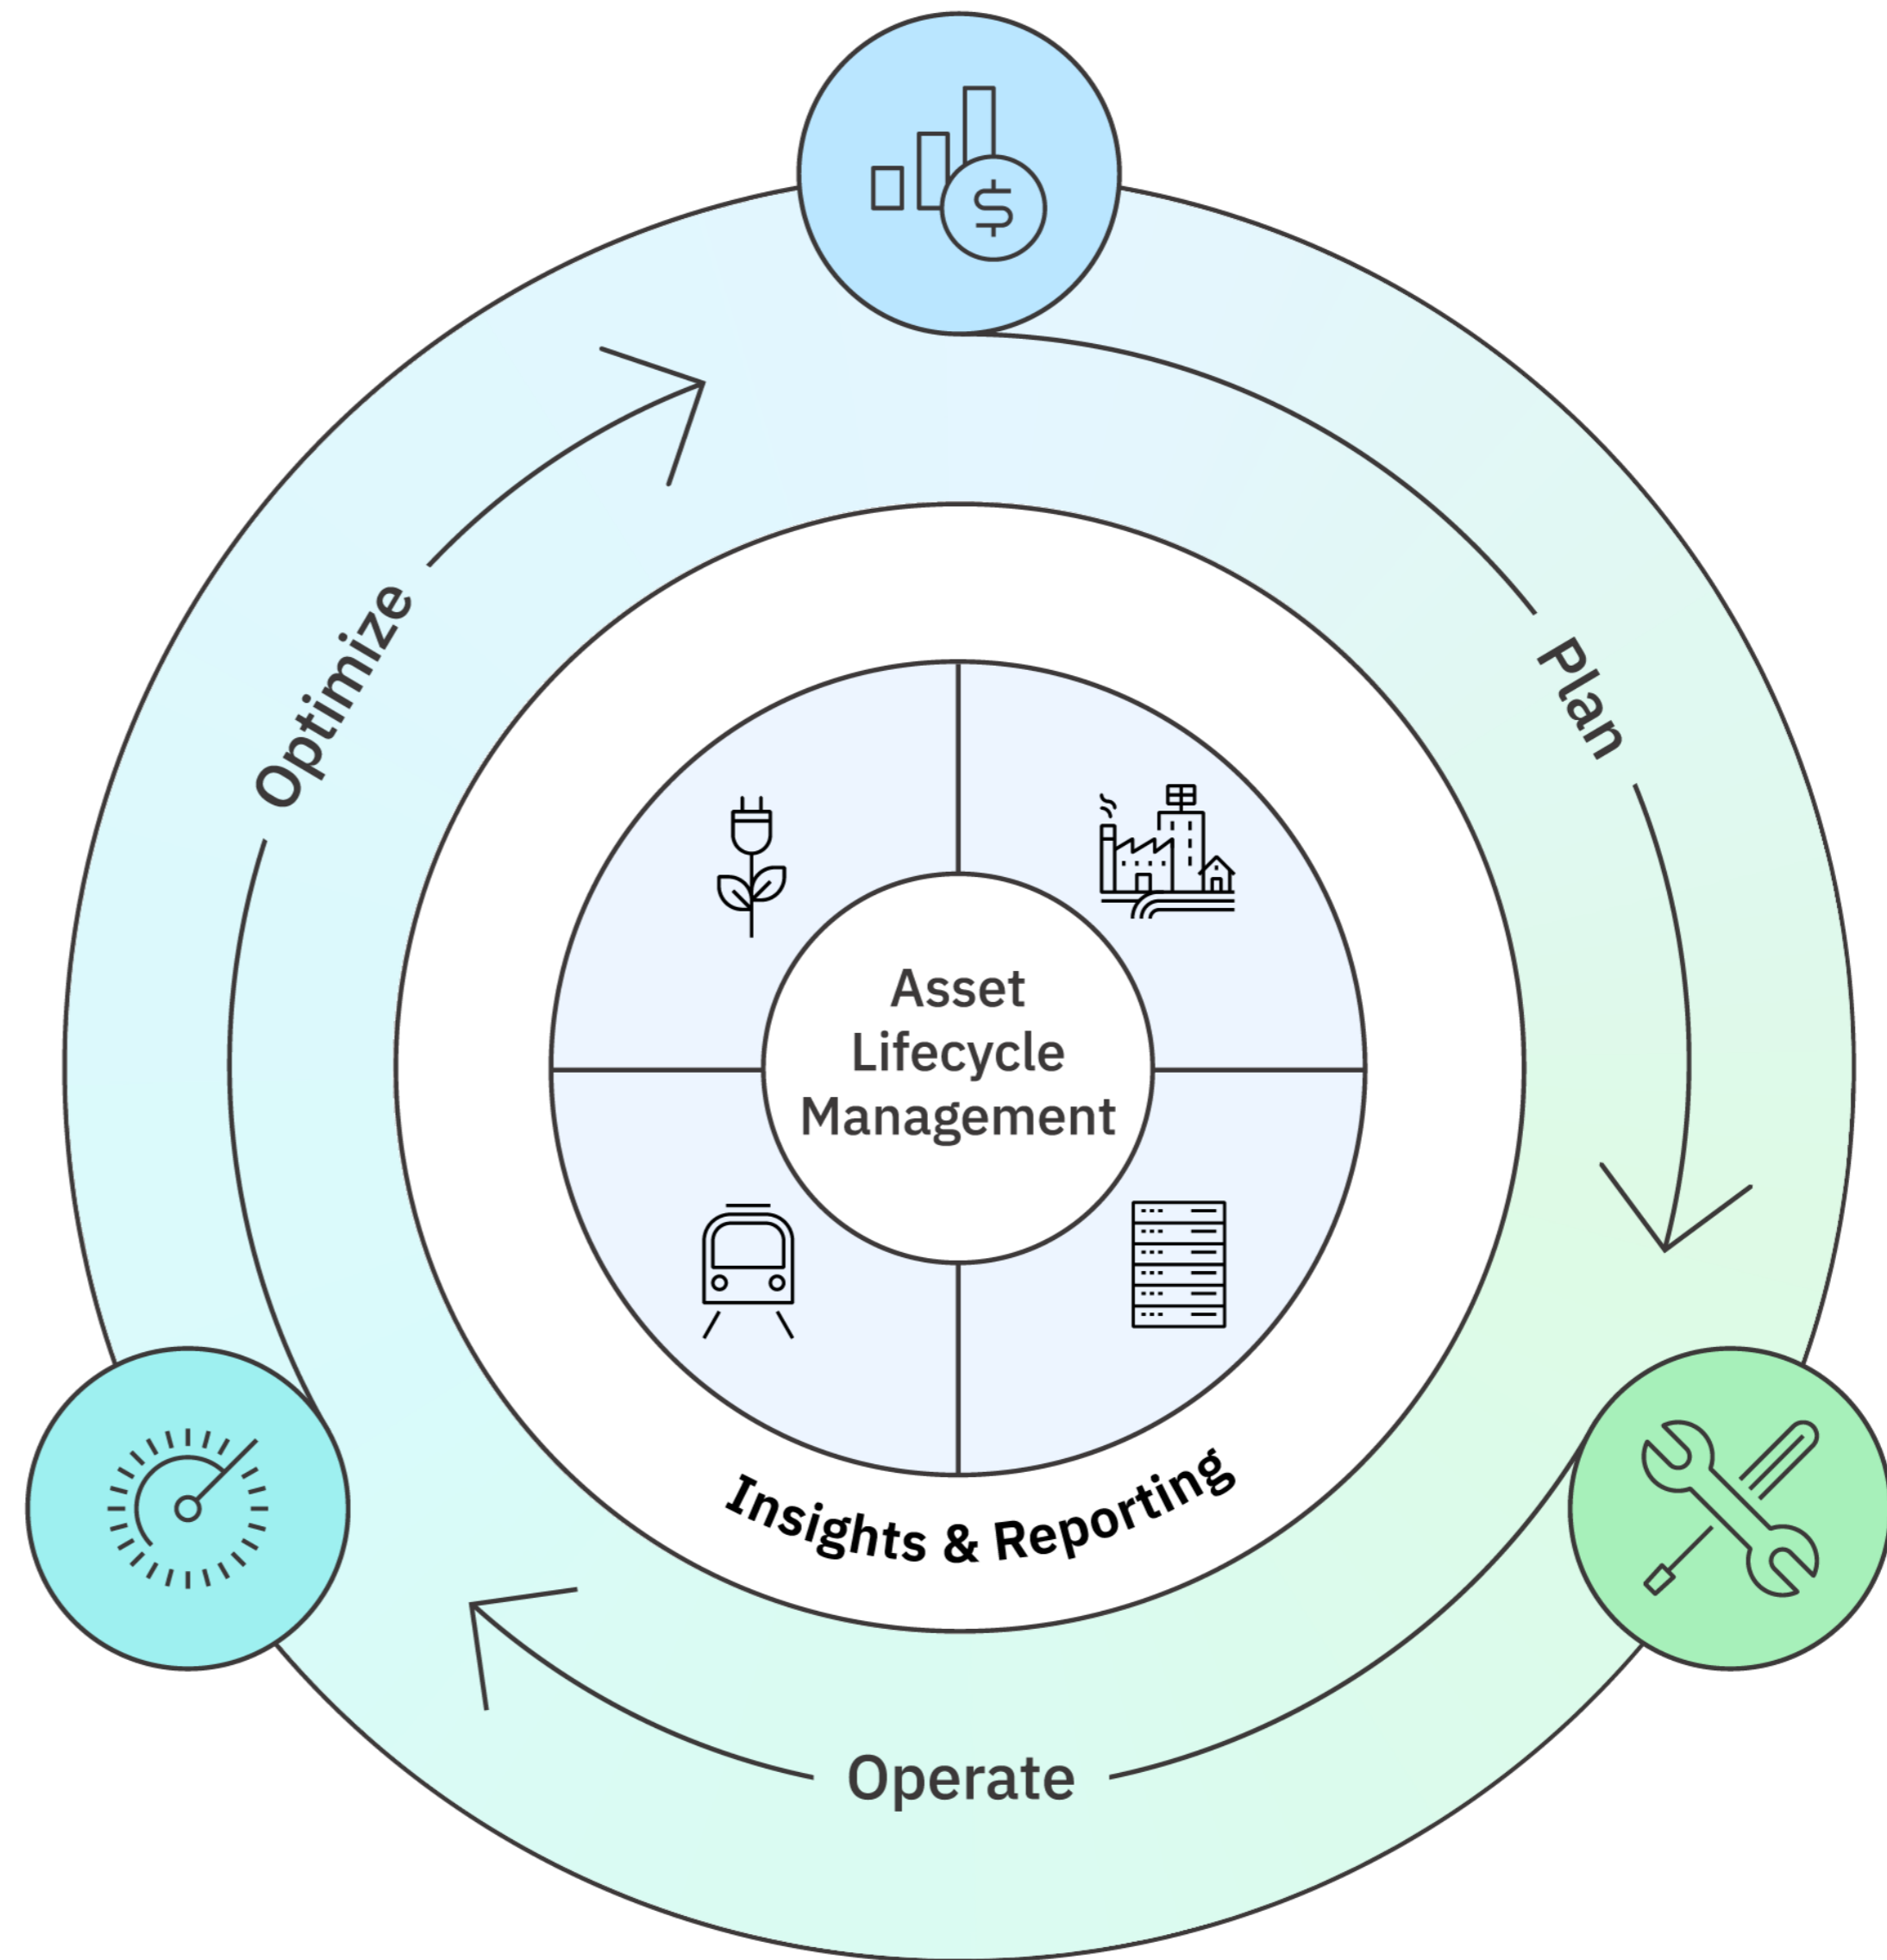 Optimize
Plan
Asset
Lifecycle
Management
Insights & Reporting
Operate